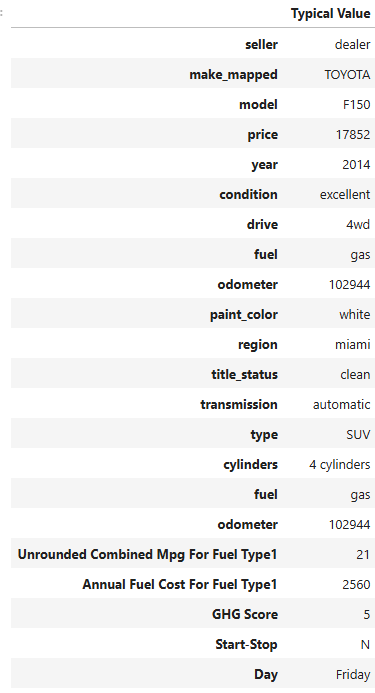 Typical Value
seller dealer
make_mapped TOYOTA
model F150
price 17852
year 2014
condition excellent
drive 4wd
fuel gas
odometer 102944
paint_color white
region miami
title_status clean
transmission automatic
type SUV
cylinders 4 cylinders
fuel gas
odometer 102944
Unrounded Combined Mpg For Fuel Type1 21
Annual Fuel Cost For Fuel Type1 2560
GHG Score 5
Start-Stop N
Day Friday